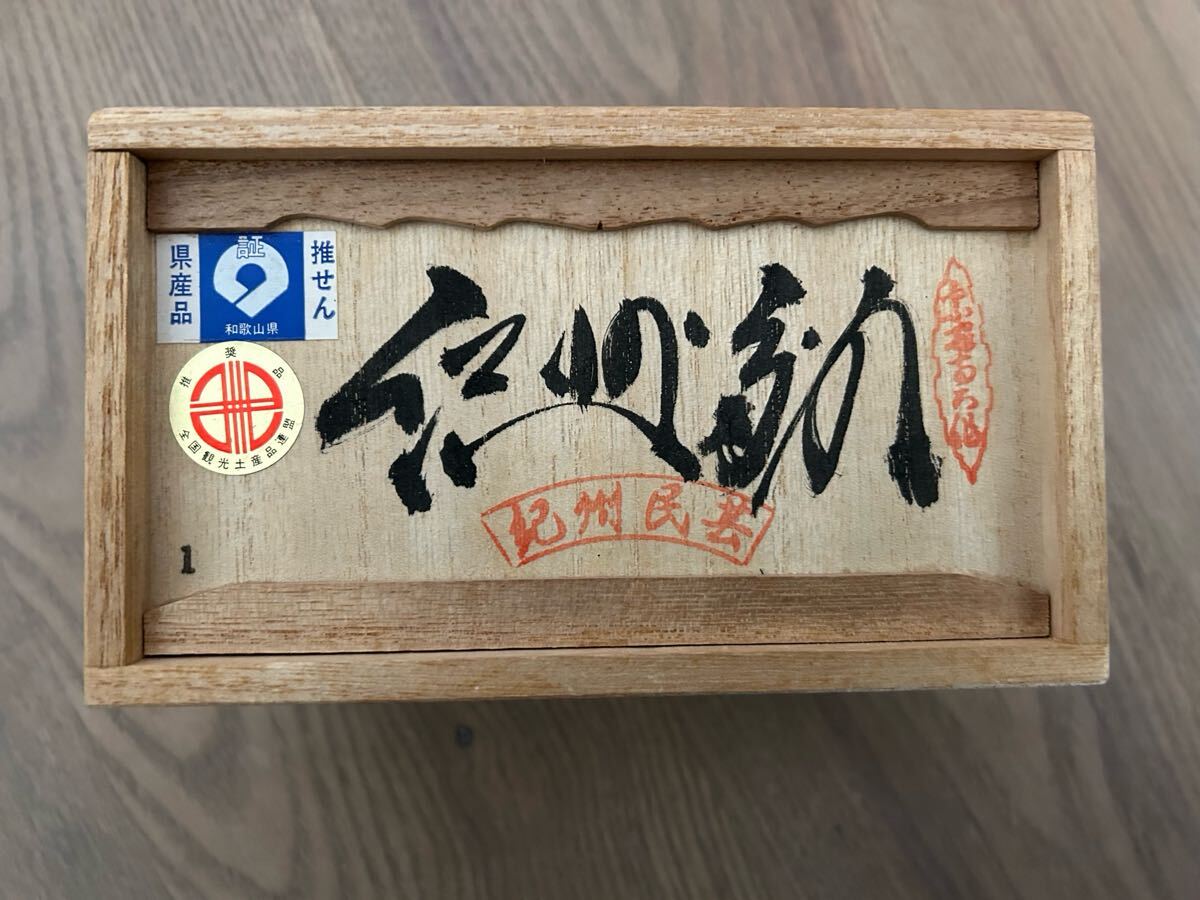 推せん
証
和歌山県
県産品
推奨品
全国観光土産品連盟
紀州
紀州民芸
1